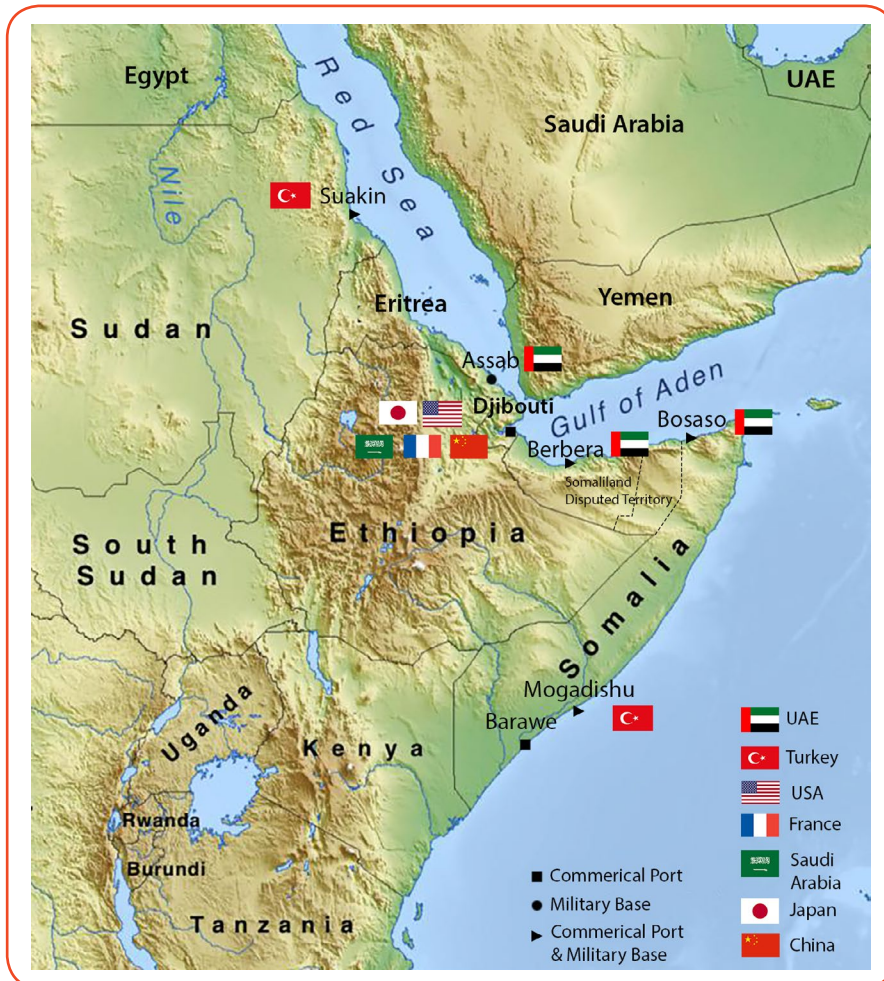 Egypt
Red Sea
UAE
Saudi Arabia
Nile
Suakin
Eritrea
Yemen
Sudan
Assab
Djibouti
Gulf of Aden
Bosaso
Berbera
Somaliland
Disputed Territory
Ethiopia
South
Sudan
Somalia
Mogadishu
Barawe
Uganda
Kenya
Rwanda
Burundi
Tanzania
UAE
Turkey
USA
France
Saudi
Arabia
Japan
China
Commerical Port
Military Base
Commerical Port
& Military Base